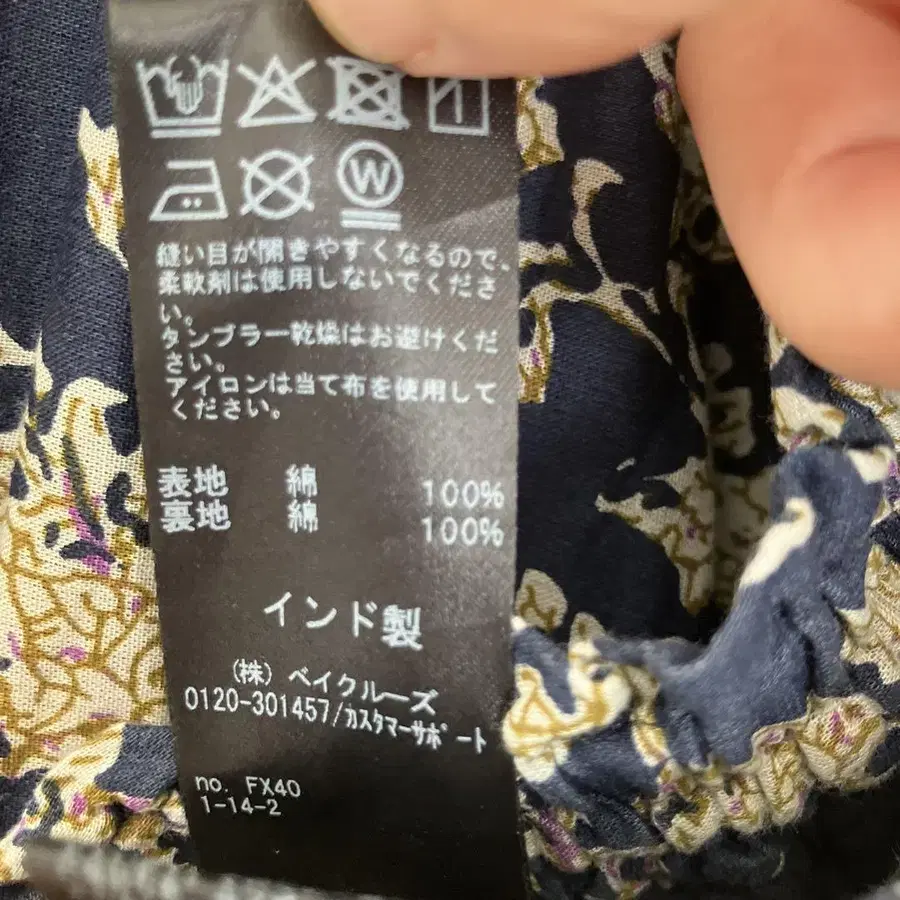 W
縫い目が開きやすくなるので、
柔軟剤は使用しないでくださ
い。
タンブラー乾燥はお避けくだ
さい。
アイロンは当て布を使用して
ください。
表地 綿 100%
裏地 綿 100%
インド製
(株) ベイクルーズ
0120-301457/カスタマーサポート
no. FX40
1-14-2